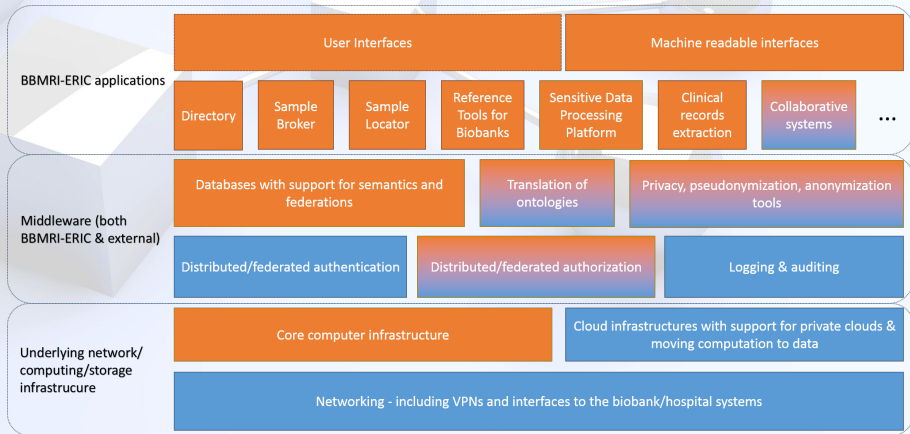 User Interfaces
Machine readable interfaces
BBMRI-ERIC applications
Directory
Sample
Broker
Sample
Locator
Reference
Tools for
Biobanks
Sensitive Data
Processing
Platform
Clinical
records
extraction
Collaborative
systems
...
Databases with support for semantics and
federations
Translation of
ontologies
Privacy, pseudonymization, anonymization
tools
Middleware (both
BBMRI-ERIC & external)
Distributed/federated authentication
Distributed/federated authorization
Logging & auditing
Underlying network/
computing/storage
infrastrucure
Core computer infrastructure
Cloud infrastructures with support for private clouds &
moving computation to data
Networking - including VPNs and interfaces to the biobank/hospital systems